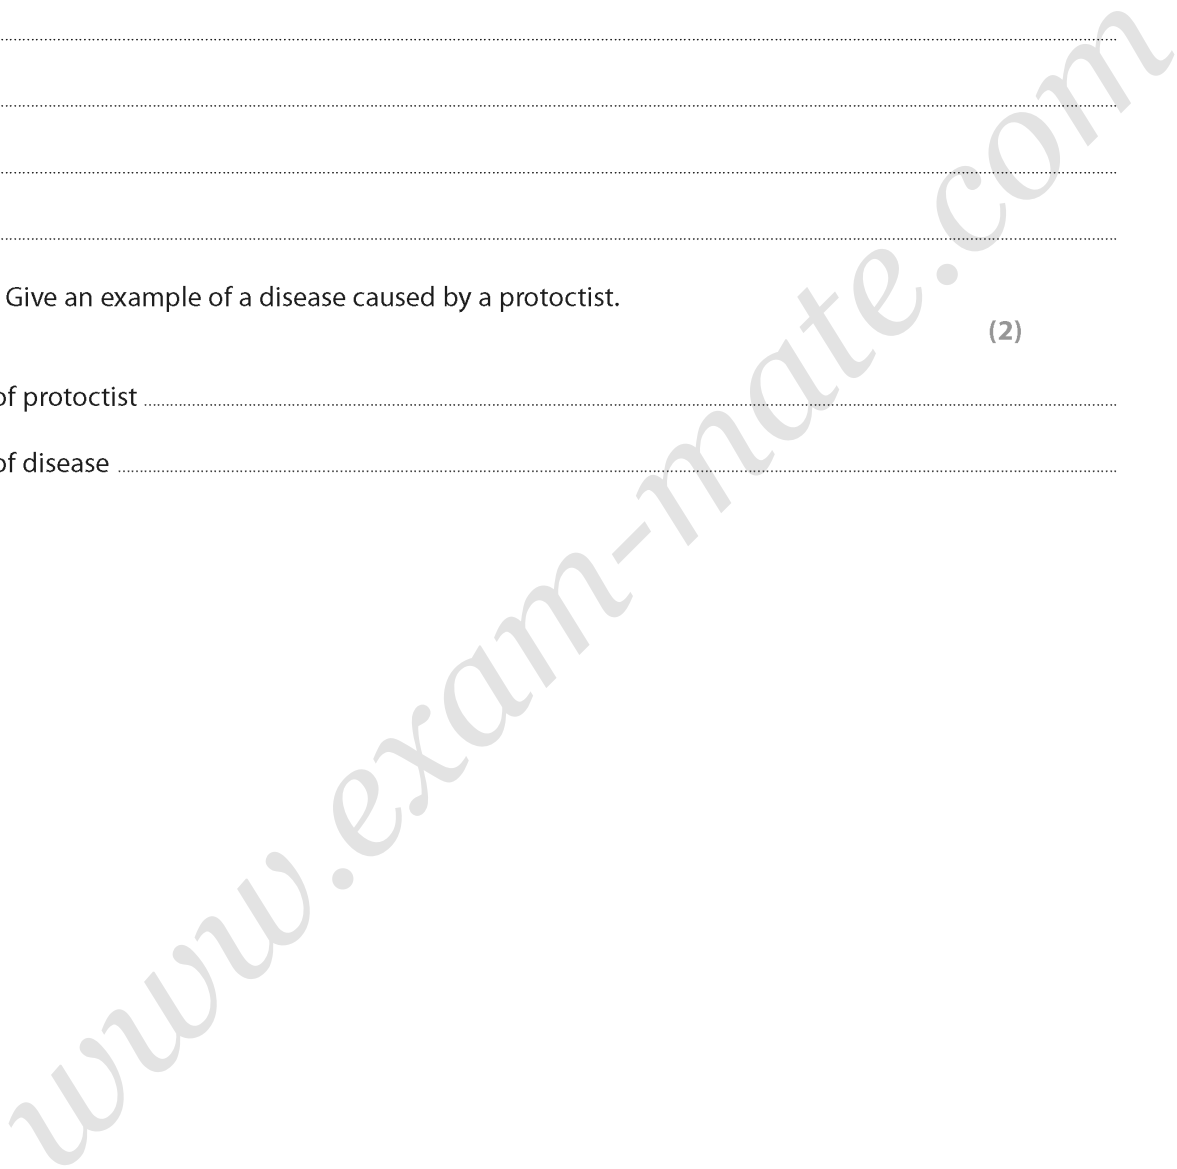 Give an example of a disease caused by a protoctist.
(2)
of protoctist
of disease
www.exam-mate.com